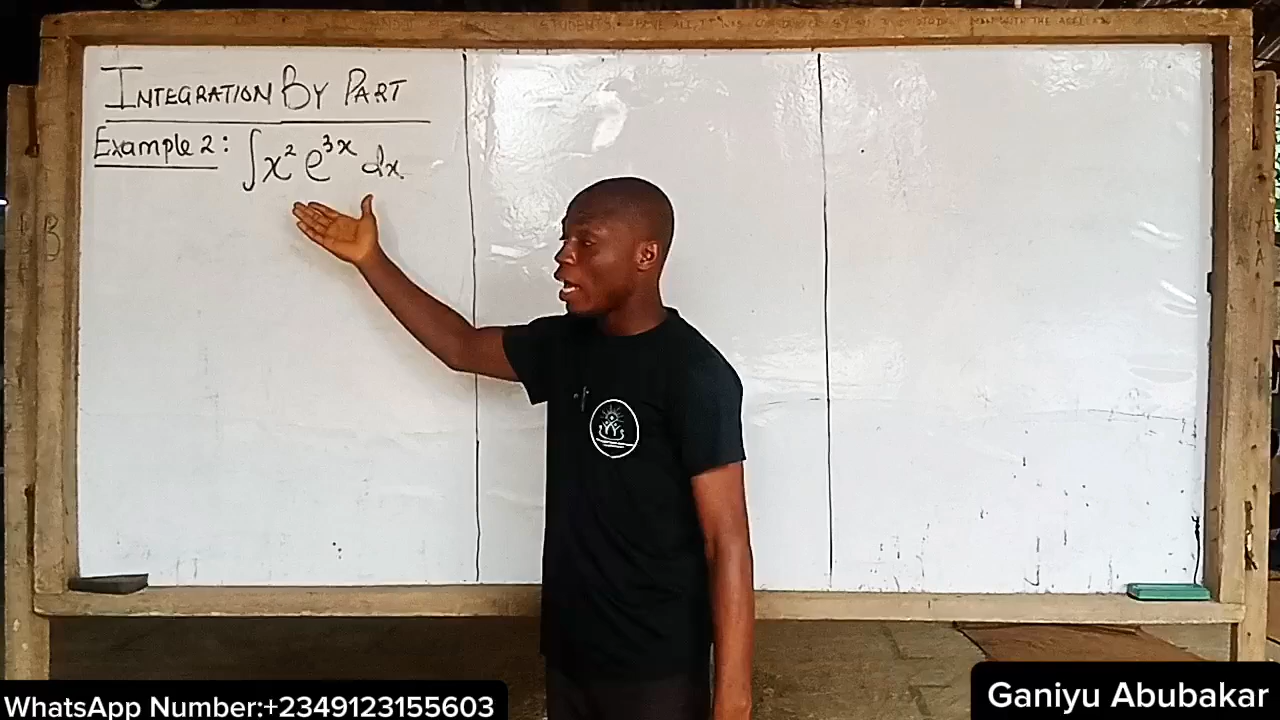 INTEGRATION BY PART
Example 2: ∫x² e³ˣ dx.
WhatsApp Number:+2349123155603
Ganiyu Abubakar